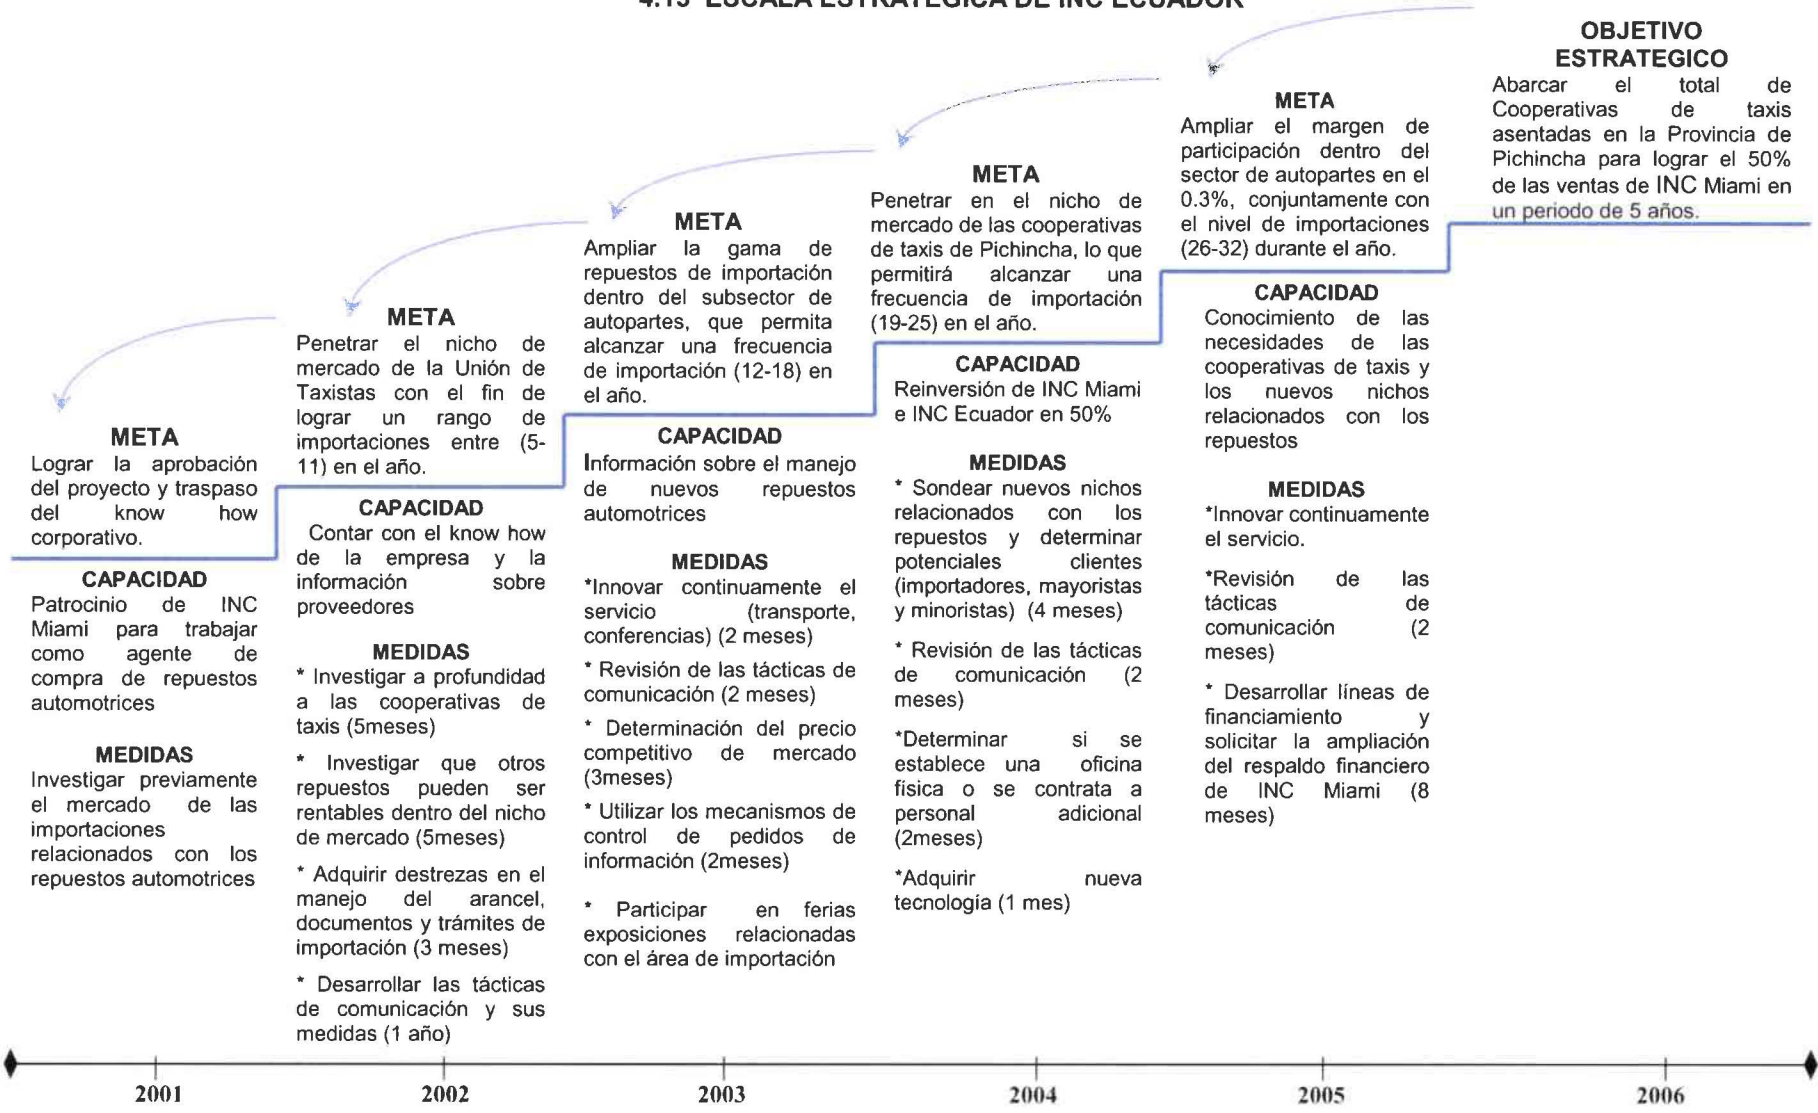 4.13 ESCALA ESTRATEGICA DE INC ECUADOR
META
Lograr la aprobación
del proyecto y traspaso
del know how
corporativo.
CAPACIDAD
Patrocinio de INC
Miami para trabajar
como agente de
compra de repuestos
automotrices
MEDIDAS
Investigar previamente
el mercado de las
importaciones
relacionados con los
repuestos automotrices
META
Penetrar el nicho de
mercado de la Unión de
Taxistas con el fin de
lograr un rango de
importaciones entre (5-
11) en el año.
CAPACIDAD
Contar con el know how
de la empresa y la
información sobre
proveedores
MEDIDAS
* Investigar a profundidad
a las cooperativas de
taxis (5meses)
* Investigar que otros
repuestos pueden ser
rentables dentro del nicho
de mercado (5meses)
* Adquirir destrezas en el
manejo del arancel,
documentos y trámites de
importación (3 meses)
* Desarrollar las tácticas
de comunicación y sus
medidas (1 año)
META
Ampliar la gama de
repuestos de importación
dentro del subsector de
autopartes, que permita
alcanzar una frecuencia
de importación (12-18) en
el año.
CAPACIDAD
Información sobre el manejo
de nuevos repuestos
automotrices
MEDIDAS
*Innovar continuamente el
servicio (transporte,
conferencias) (2 meses)
* Revisión de las tácticas de
comunicación (2 meses)
* Determinación del precio
competitivo de mercado
(3meses)
* Utilizar los mecanismos de
control de pedidos de
información (2meses)
* Participar en ferias
exposiciones relacionadas
con el área de importación
META
Penetrar en el nicho de
mercado de las cooperativas
de taxis de Pichincha, lo que
permitirá alcanzar una
frecuencia de importación
(19-25) en el año.
CAPACIDAD
Reinversión de INC Miami
e INC Ecuador en 50%
MEDIDAS
* Sondear nuevos nichos
relacionados con los
repuestos y determinar
potenciales clientes
(importadores, mayoristas
y minoristas) (4 meses)
* Revisión de las tácticas
de comunicación (2
meses)
*Determinar si se
establece una oficina
física o se contrata a
personal adicional
(2meses)
*Adquirir nueva
tecnología (1 mes)
META
Ampliar el margen de
participación dentro del
sector de autopartes en el
0.3%, conjuntamente con
el nivel de importaciones
(26-32) durante el año.
CAPACIDAD
Conocimiento de las
necesidades de las
cooperativas de taxis y
los nuevos nichos
relacionados con los
repuestos
MEDIDAS
*Innovar continuamente
el servicio.
*Revisión de las
tácticas de
comunicación (2
meses)
* Desarrollar líneas de
financiamiento y
solicitar la ampliación
del respaldo financiero
de INC Miami (8
meses)
OBJETIVO
ESTRATEGICO
Abarcar el total de
Cooperativas de taxis
asentadas en la Provincia de
Pichincha para lograr el 50%
de las ventas de INC Miami en
un periodo de 5 años.
2001
2002
2003
2004
2005
2006